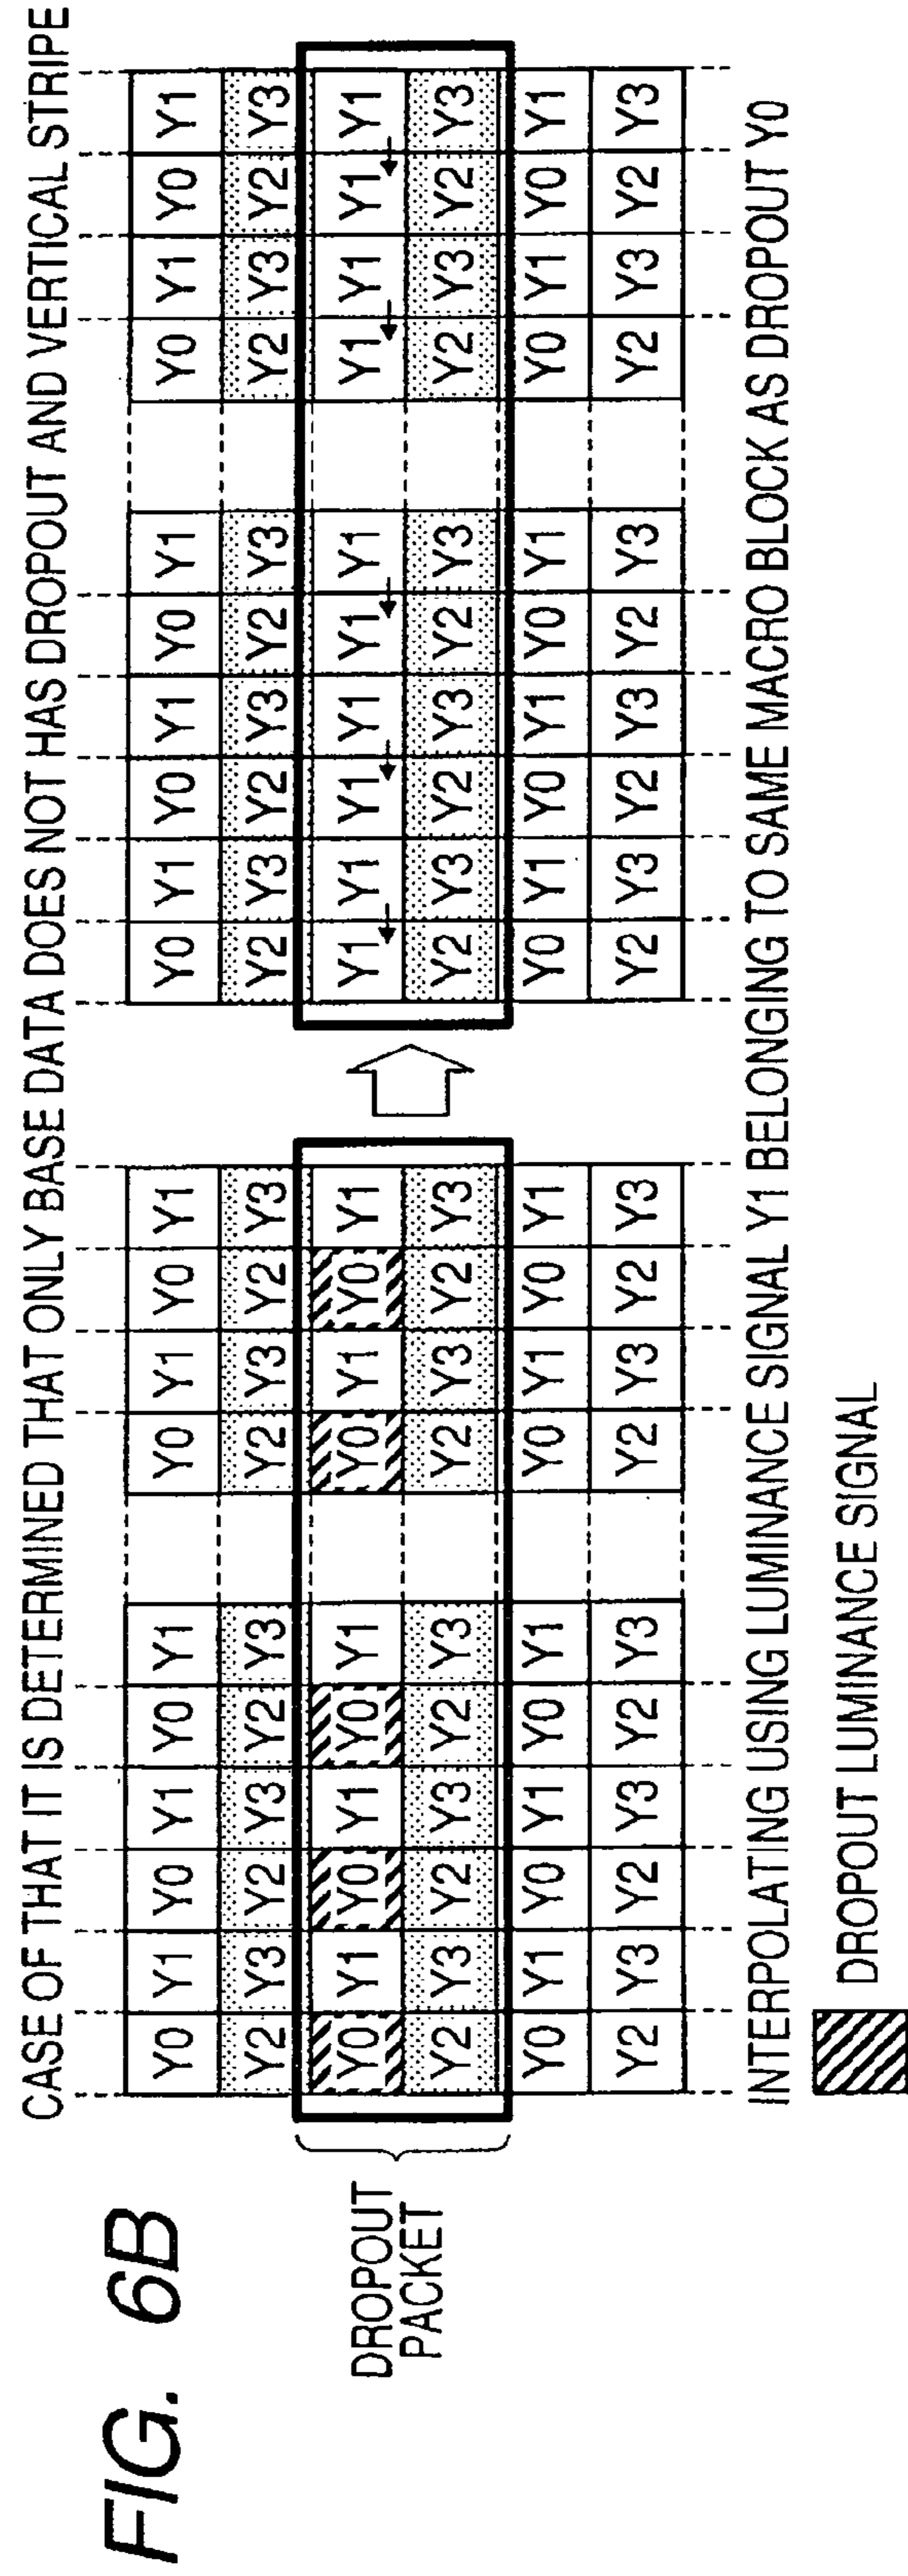 FIG. 6B
CASE OF THAT IT IS DETERMINED THAT ONLY BASE DATA DOES NOT HAS DROPOUT AND VERTICAL STRIPE
Y0 Y1 Y0 Y1 Y0 Y1 Y0 Y1 Y0 Y1 Y0 Y1 Y0 Y1 Y0 Y1 Y0 Y1 Y0 Y1
Y2 Y3 Y2 Y3 Y2 Y3 Y2 Y3 Y2 Y3 Y2 Y3 Y2 Y3 Y2 Y3 Y2 Y3 Y2 Y3
DROPOUT
PACKET
Y0 Y1 Y0 Y1 Y0 Y1 Y0 Y1 Y0 Y1 Y1 Y1 Y1 Y1 Y1 Y1 Y1 Y1 Y1 Y1
Y2 Y3 Y2 Y3 Y2 Y3 Y2 Y3 Y2 Y3 Y2 Y3 Y2 Y3 Y2 Y3 Y2 Y3 Y2 Y3
Y0 Y1 Y0 Y1 Y0 Y1 Y0 Y1 Y0 Y1 Y0 Y1 Y0 Y1 Y0 Y1 Y0 Y1 Y0 Y1
Y2 Y3 Y2 Y3 Y2 Y3 Y2 Y3 Y2 Y3 Y2 Y3 Y2 Y3 Y2 Y3 Y2 Y3 Y2 Y3
INTERPOLATING USING LUMINANCE SIGNAL Y1 BELONGING TO SAME MACRO BLOCK AS DROPOUT Y0
DROPOUT LUMINANCE SIGNAL